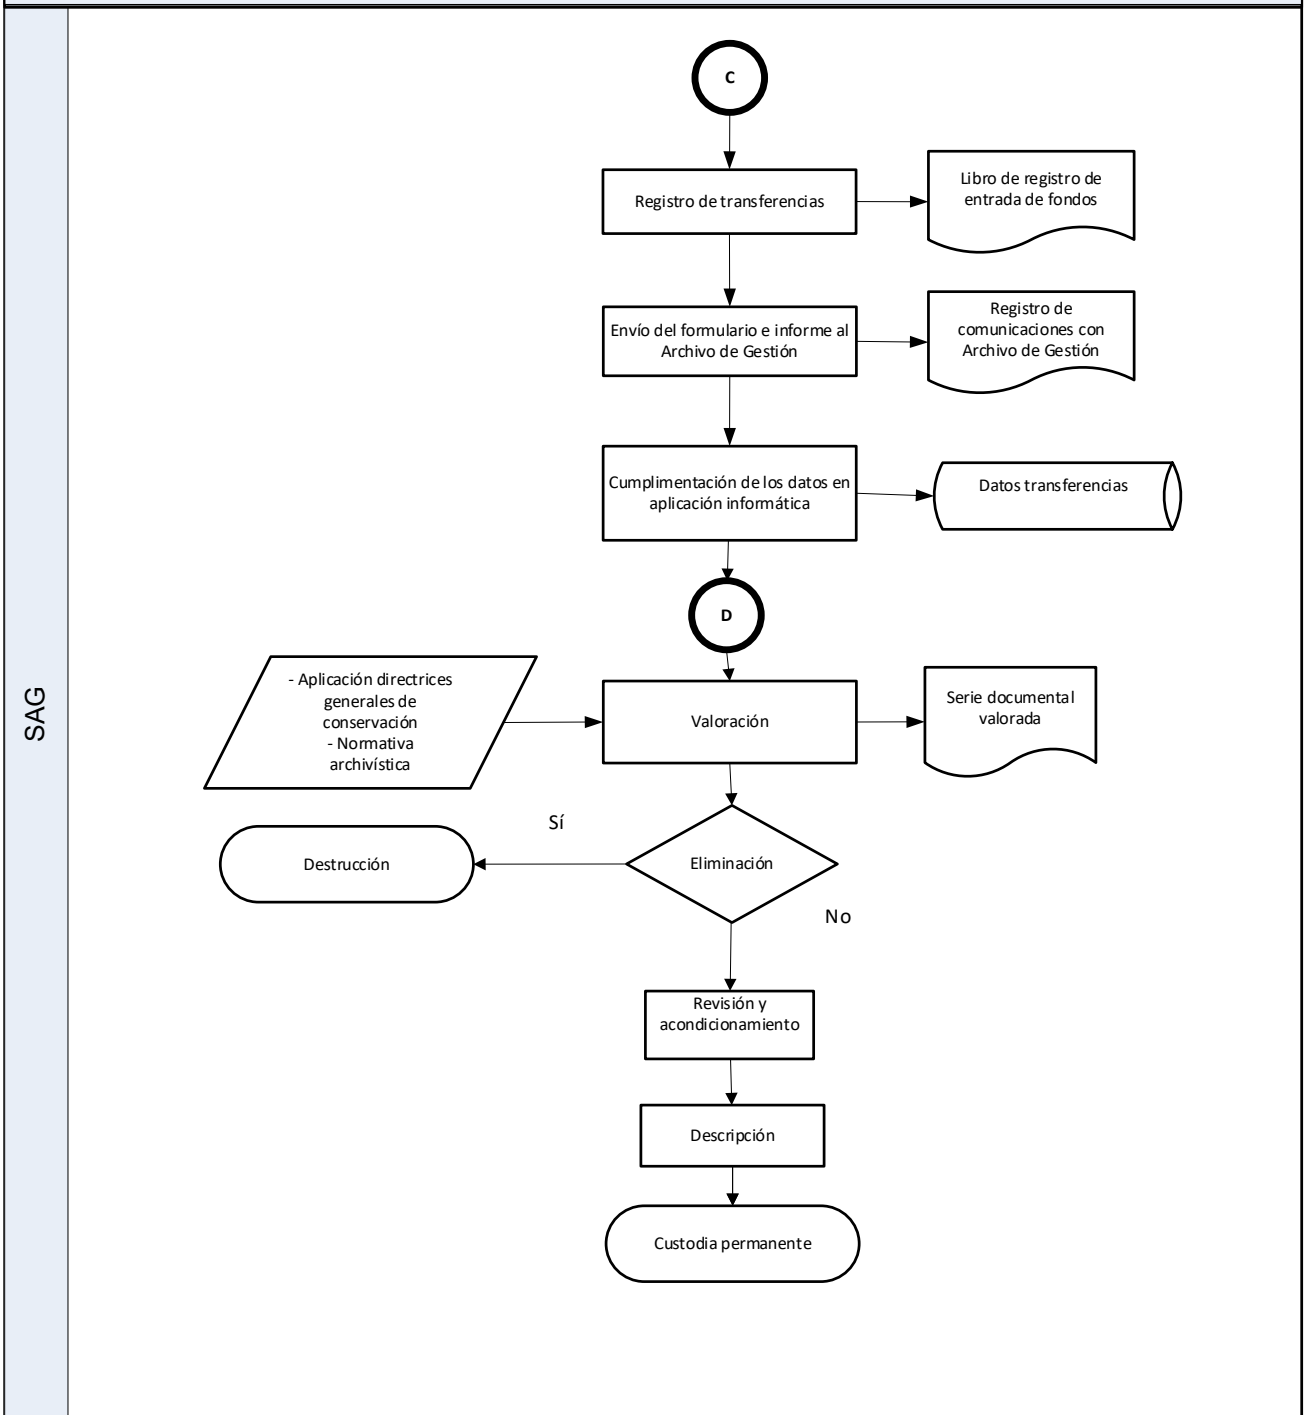 SAG
C
Registro de transferencias
Libro de registro de
entrada de fondos
Envío del formulario e informe al
Archivo de Gestión
Registro de
comunicaciones con
Archivo de Gestión
Cumplimentación de los datos en
aplicación informática
Datos transferencias
D
- Aplicación directrices
generales de
conservación
- Normativa
archivística
Valoración
Serie documental
valorada
Sí
Destrucción
Eliminación
No
Revisión y
acondicionamiento
Descripción
Custodia permanente